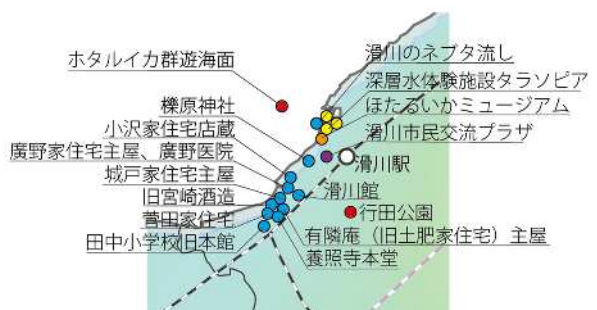 滑川のネブタ流し
ホタルイカ群遊海面
深層水体験施設タラソピア
ほたるいかミュージアム
櫟原神社
小沢家住宅店蔵
滑川市民交流プラザ
廣野家住宅主屋、廣野医院
滑川駅
城戸家住宅主屋
滑川館
旧宮崎酒造
行田公園
菅田家住宅
有隣庵（旧土肥家住宅）主屋
田中小学校旧本館
養照寺本堂